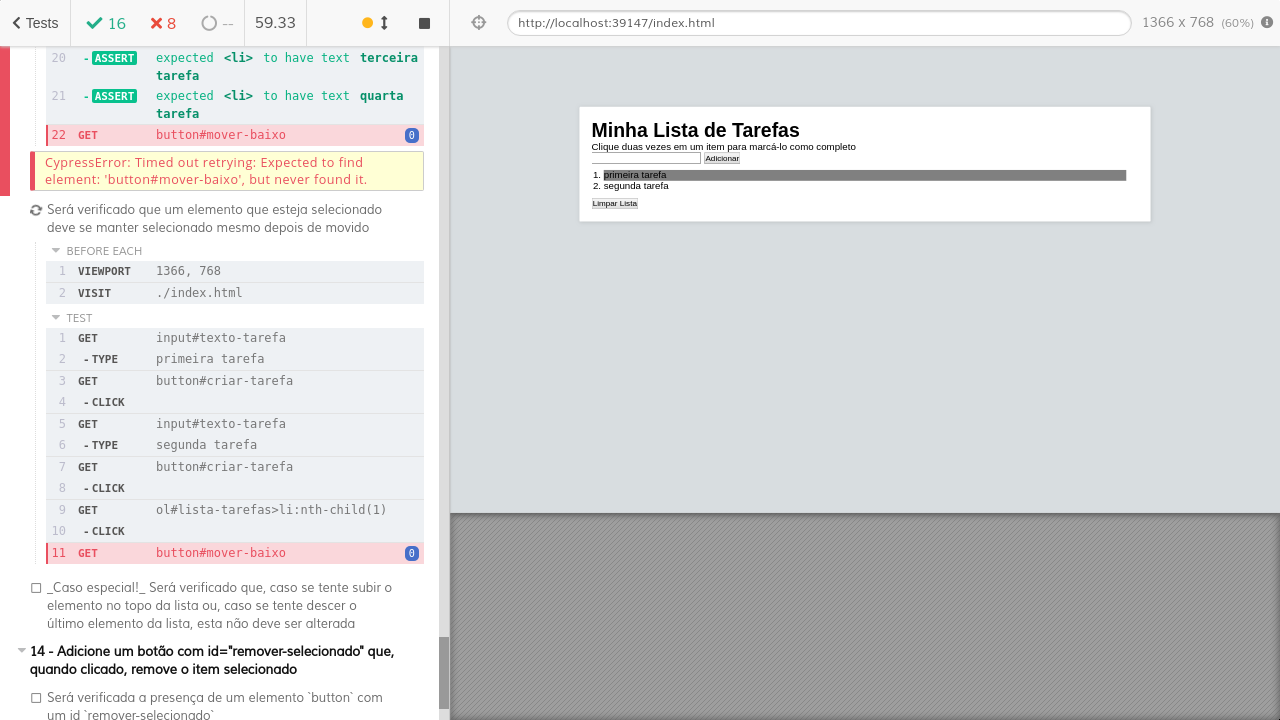 Tests
16
8
--
59.33
http://localhost:39147/index.html
1366 x 768 (60%)
20 - ASSERT expected <li> to have text terceira
tarefa
21 - ASSERT expected <li> to have text quarta
tarefa
22 GET button#mover-baixo 0
CypressError: Timed out retrying: Expected to find
element: 'button#mover-baixo', but never found it.
Será verificado que um elemento que esteja selecionado
deve se manter selecionado mesmo depois de movido
BEFORE EACH
1 VIEWPORT 1366, 768
2 VISIT ./index.html
TEST
1 GET input#texto-tarefa
2 - TYPE primeira tarefa
3 GET button#criar-tarefa
4 - CLICK
5 GET input#texto-tarefa
6 - TYPE segunda tarefa
7 GET button#criar-tarefa
8 - CLICK
9 GET ol#lista-tarefas>li:nth-child(1)
10 - CLICK
11 GET button#mover-baixo 0
_Caso especial!_ Será verificado que, caso se tente subir o
elemento no topo da lista ou, caso se tente descer o
último elemento da lista, esta não deve ser alterada
14 - Adicione um botão com id="remover-selecionado" que,
quando clicado, remove o item selecionado
Será verificada a presença de um elemento `button` com
um id `remover-selecionado`
Minha Lista de Tarefas
Clique duas vezes em um item para marcá-lo como completo
Adicionar
1. primeira tarefa
2. segunda tarefa
Limpar Lista